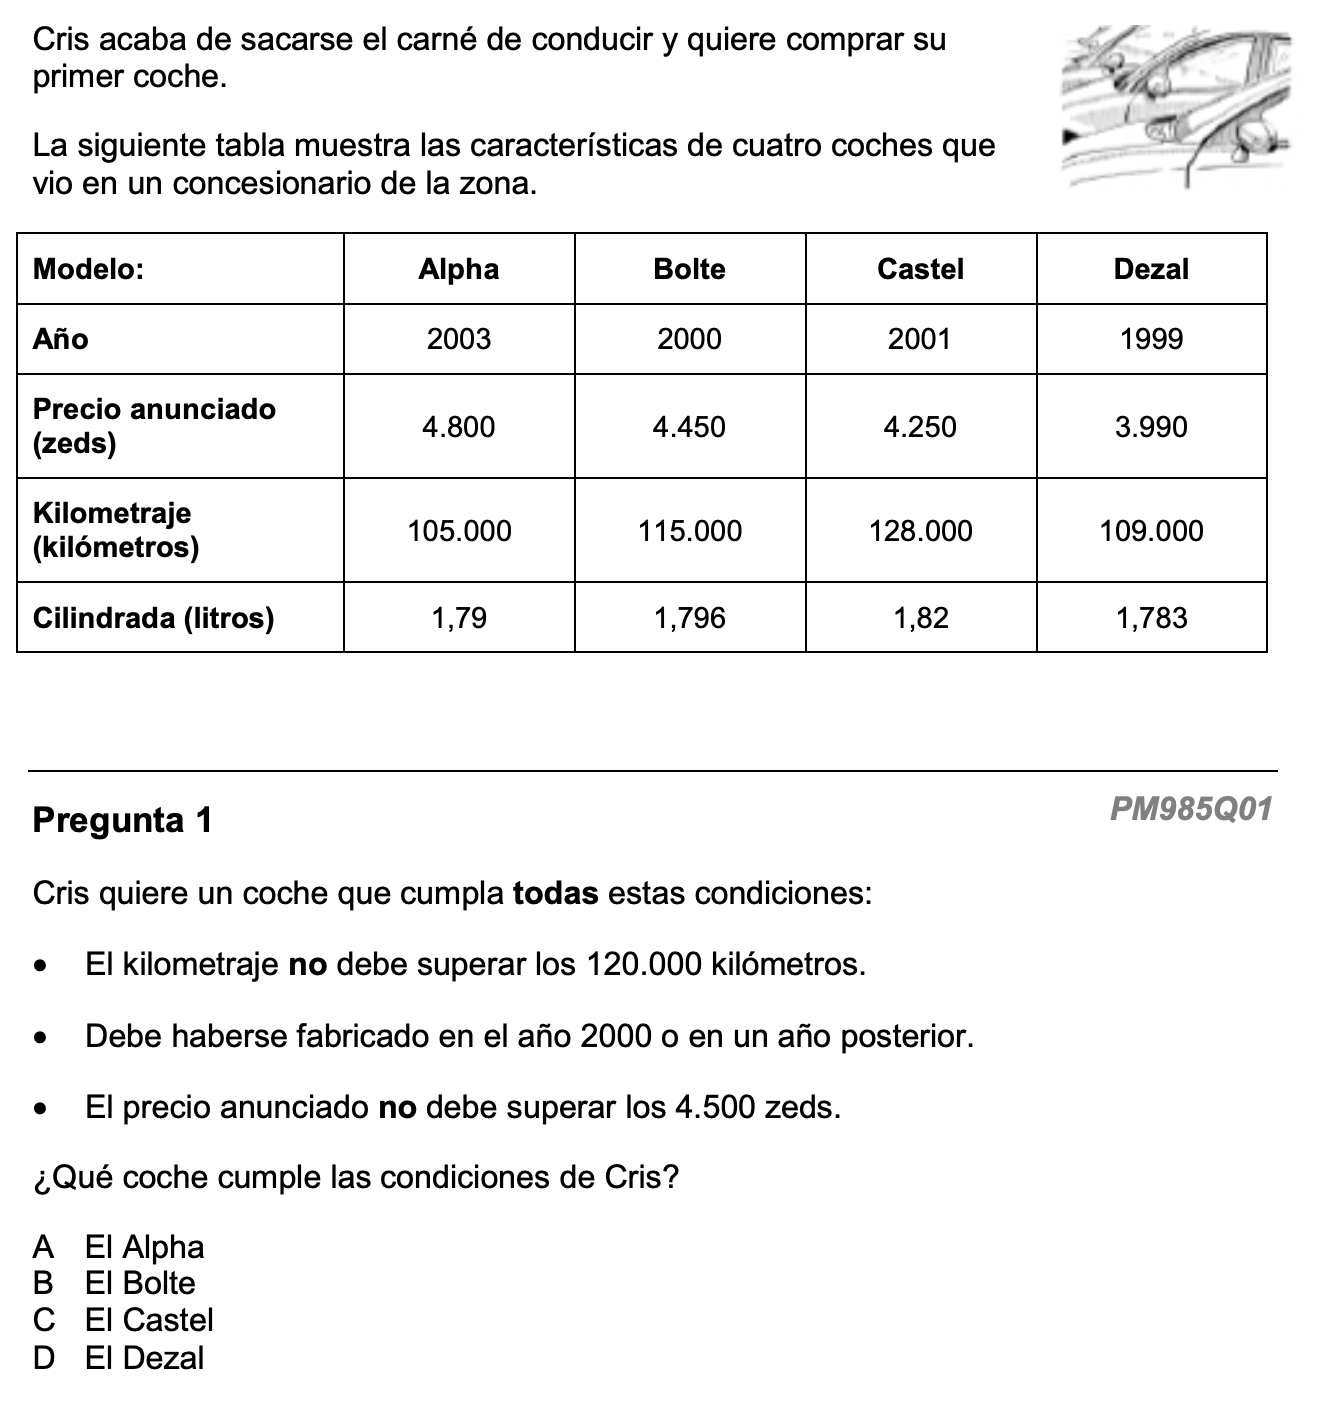 Cris acaba de sacarse el carné de conducir y quiere comprar su
primer coche.
La siguiente tabla muestra las características de cuatro coches que
vio en un concesionario de la zona.
Modelo: Alpha Bolte Castel Dezal
Año 2003 2000 2001 1999
Precio anunciado
(zeds) 4.800 4.450 4.250 3.990
Kilometraje
(kilómetros) 105.000 115.000 128.000 109.000
Cilindrada (litros) 1,79 1,796 1,82 1,783
Pregunta 1 PM985Q01
Cris quiere un coche que cumpla todas estas condiciones:
• El kilometraje no debe superar los 120.000 kilómetros.
• Debe haberse fabricado en el año 2000 o en un año posterior.
• El precio anunciado no debe superar los 4.500 zeds.
¿Qué coche cumple las condiciones de Cris?
A El Alpha
B El Bolte
C El Castel
D El Dezal